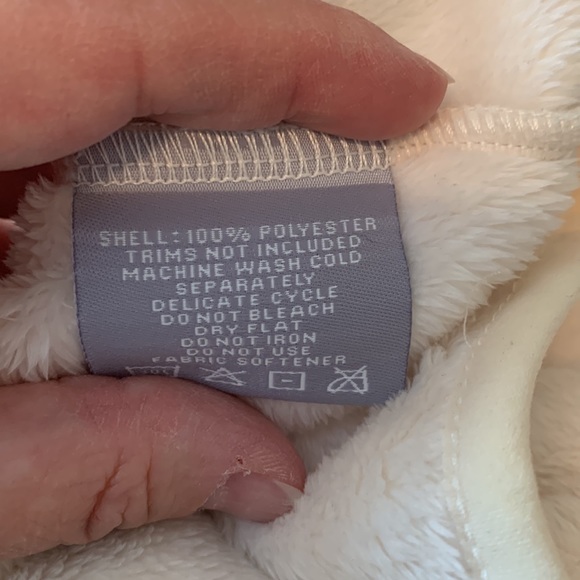 SHELL: 100% POLYESTER
TRIMS NOT INCLUDED
MACHINE WASH COLD
SEPARATELY
DELICATE CYCLE
DO NOT BLEACH
DRY FLAT
DO NOT IRON
DO NOT USE
FABRIC SOFTENER